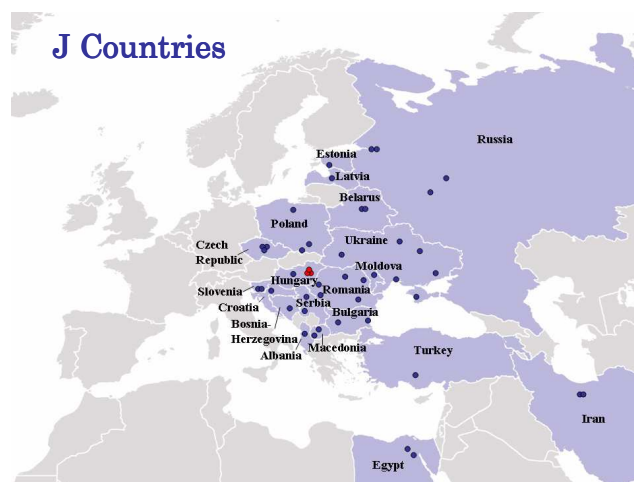 J Countries
Russia
Estonia
Latvia
Belarus
Poland
Czech
Republic
Ukraine
Moldova
Hungary
Slovenia
Romania
Croatia
Serbia
Bulgaria
Bosnia-
Herzegovina
Albania
Macedonia
Turkey
Iran
Egypt